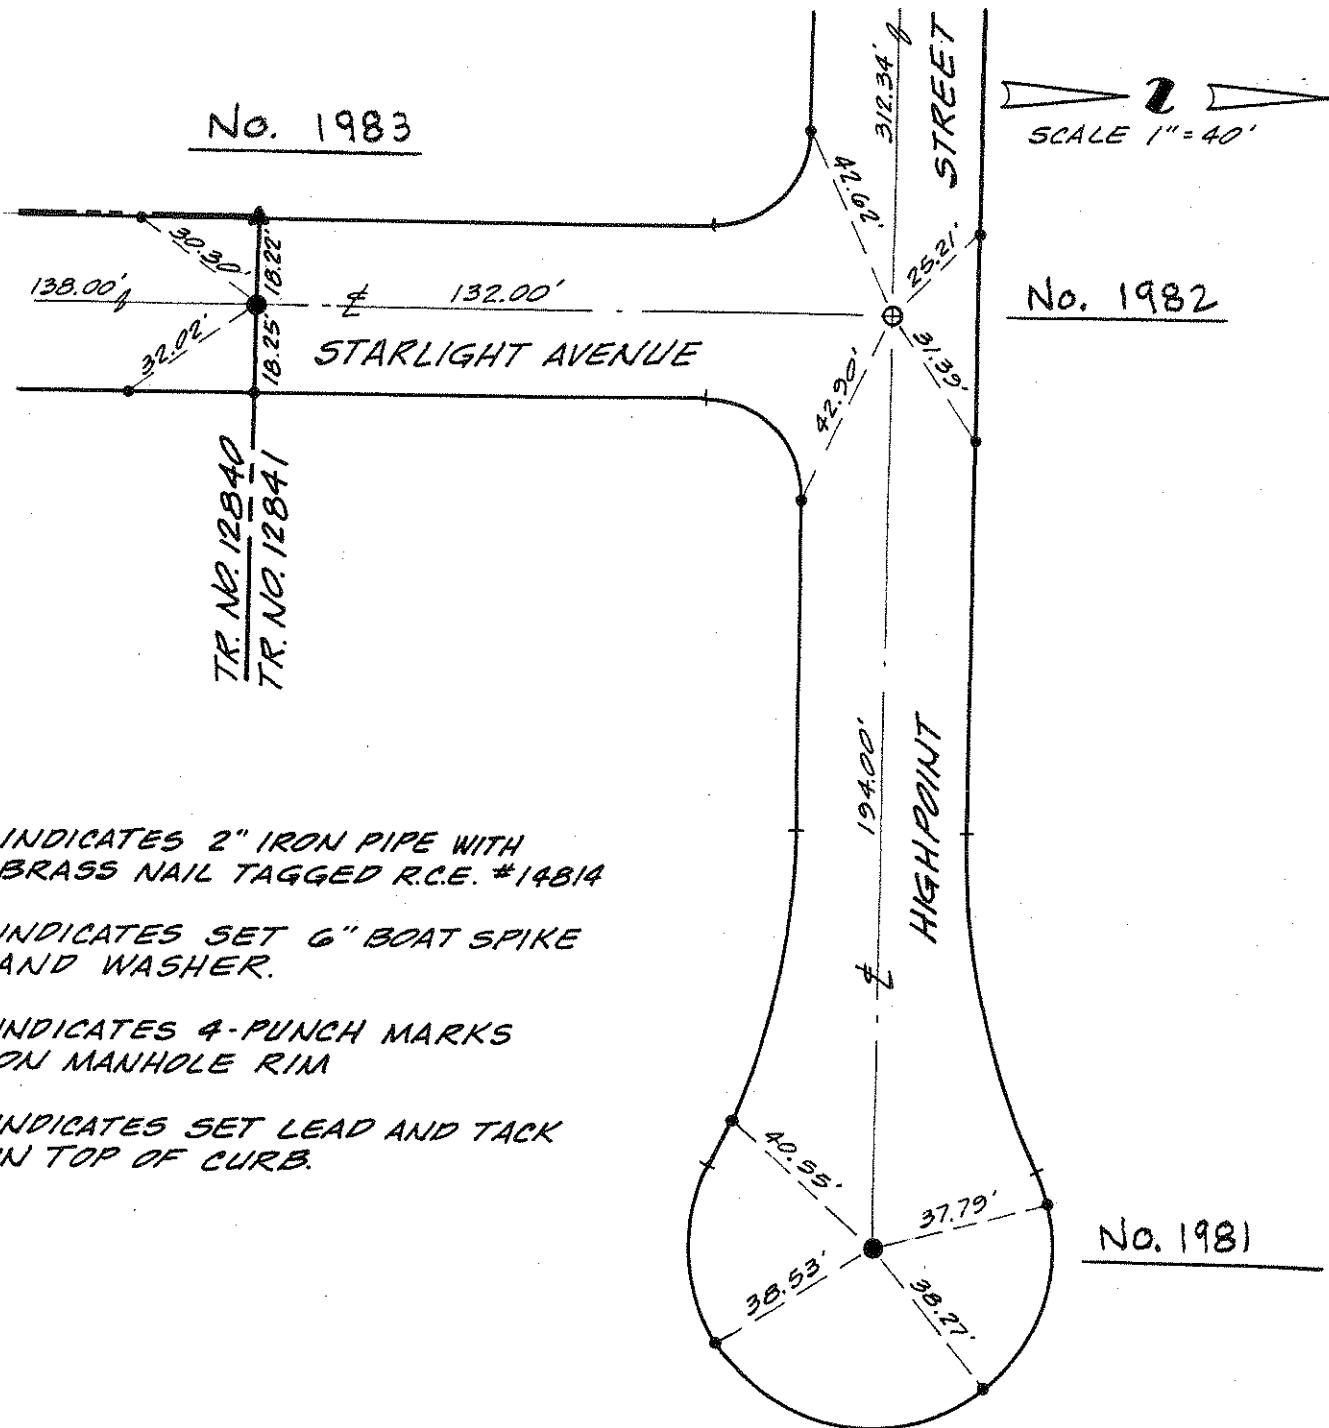 No. 1983
312.34'
STREET
N
SCALE 1"=40'
42.62'
25.21'
30.30'
18.22'
138.00'
℄ 132.00'
No. 1982
32.02'
18.25'
STARLIGHT AVENUE
42.90'
31.39'
TR. NO. 12840
TR. NO. 12841
194.00'
HIGHPOINT
℄
INDICATES 2" IRON PIPE WITH
BRASS NAIL TAGGED R.C.E. #14814
INDICATES SET 6" BOAT SPIKE
AND WASHER.
INDICATES 4-PUNCH MARKS
ON MANHOLE RIM
INDICATES SET LEAD AND TACK
IN TOP OF CURB.
40.55'
37.79'
No. 1981
38.53'
38.27'